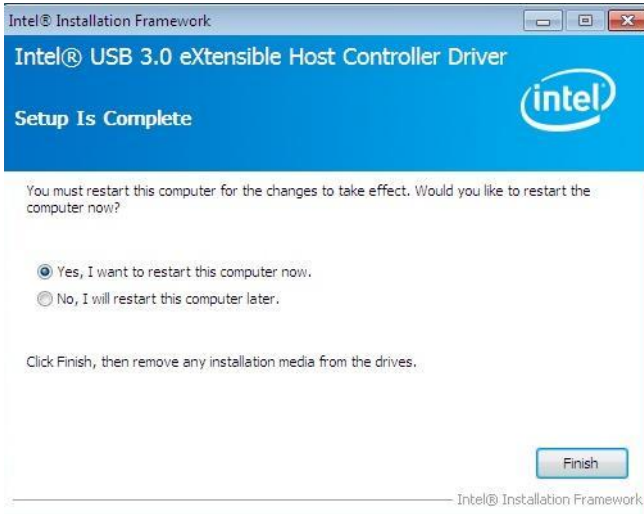 Intel® Installation Framework
Intel® USB 3.0 eXtensible Host Controller Driver
intel
Setup Is Complete
You must restart this computer for the changes to take effect. Would you like to restart the
computer now?
Yes, I want to restart this computer now.
No, I will restart this computer later.
Click Finish, then remove any installation media from the drives.
Finish
Intel® Installation Framework